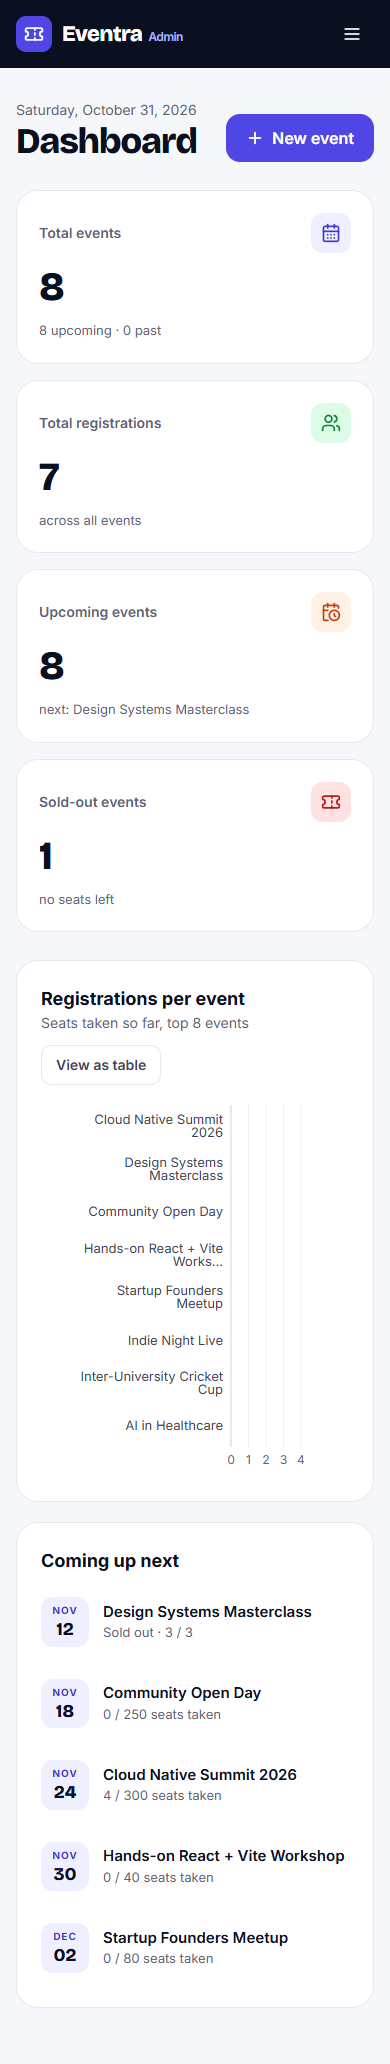 Eventra Admin
Saturday, October 31, 2026
Dashboard
New event
Total events
8
8 upcoming · 0 past
Total registrations
7
across all events
Upcoming events
8
next: Design Systems Masterclass
Sold-out events
1
no seats left
Registrations per event
Seats taken so far, top 8 events
View as table
Cloud Native Summit
2026
Design Systems
Masterclass
Community Open Day
Hands-on React + Vite
Works...
Startup Founders
Meetup
Indie Night Live
Inter-University Cricket
Cup
AI in Healthcare
0 1 2 3 4
Coming up next
NOV
12
Design Systems Masterclass
Sold out · 3 / 3
NOV
18
Community Open Day
0 / 250 seats taken
NOV
24
Cloud Native Summit 2026
4 / 300 seats taken
NOV
30
Hands-on React + Vite Workshop
0 / 40 seats taken
DEC
02
Startup Founders Meetup
0 / 80 seats taken